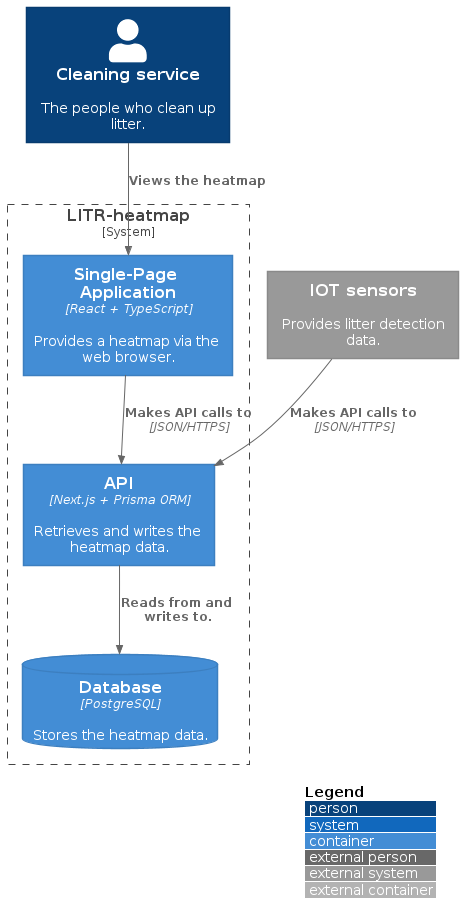 Cleaning service
The people who clean up
litter.
Views the heatmap
LITR-heatmap
[System]
Single-Page
Application
[React + TypeScript]
Provides a heatmap via the
web browser.
IOT sensors
Provides litter detection
data.
Makes API calls to
[JSON/HTTPS]
Makes API calls to
[JSON/HTTPS]
API
[Next.js + Prisma ORM]
Retrieves and writes the
heatmap data.
Reads from and
writes to.
Database
[PostgreSQL]
Stores the heatmap data.
Legend
person
system
container
external person
external system
external container